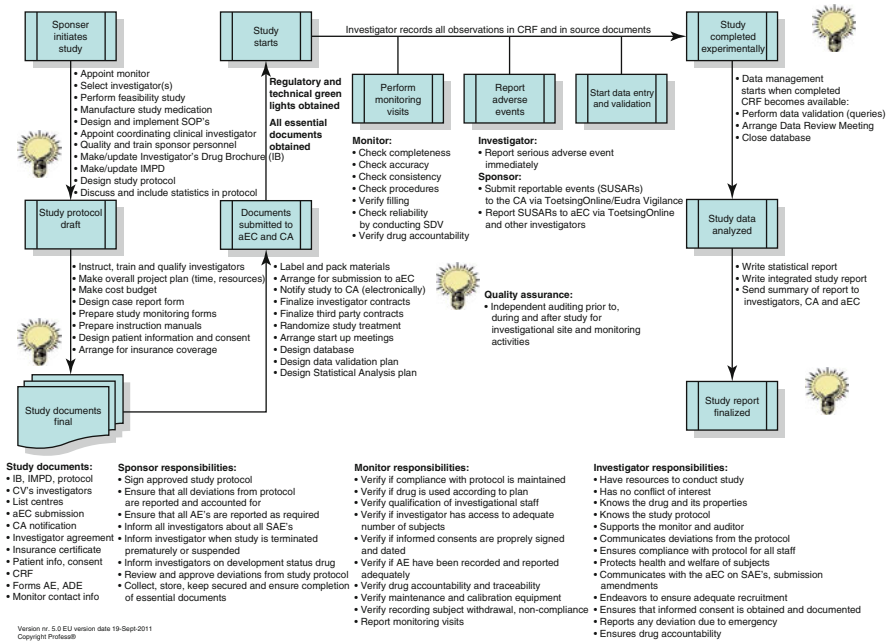 Sponser
initiates
study
Study
starts
Investigator records all observations in CRF and in source documents
Study
completed
experimentally
• Appoint monitor
• Select investigator(s)
• Perform feasibility study
• Manufacture study medication
• Design and implement SOP's
• Appoint coordinating clinical investigator
• Quality and train sponsor personnel
• Make/update Investigator's Drug Brochure (IB)
• Make/update IMPD
• Design study protocol
• Discuss and include statistics in protocol
Regulatory and
technical green
lights obtained
All essential
documents
obtained
Perform
monitoring
visits
Report
adverse
events
Start data entry
and validation
Monitor:
• Check completeness
• Check accuracy
• Check consistency
• Check procedures
• Verify filling
• Check reliability
by conducting SDV
• Verify drug accountability
Investigator:
• Report serious adverse event
immediately
Sponsor:
• Submit reportable events (SUSARs)
to the CA via ToetsingOnline/Eudra Vigilance
• Report SUSARs to aEC via ToetsingOnline
and other investigators
• Data management
starts when completed
CRF becomes available:
• Perform data validation (queries)
• Arrange Data Review Meeting
• Close database
Study protocol
draft
Documents
submitted to
aEC and CA
Study data
analyzed
• Instruct, train and qualify investigators
• Make overall project plan (time, resources)
• Make cost budget
• Design case report form
• Prepare study monitoring forms
• Prepare instruction manuals
• Design patient information and consent
• Arrange for insurance coverage
• Label and pack materials
• Arrange for submission to aEC
• Notify study to CA (electronically)
• Finalize investigator contracts
• Finalize third party contracts
• Randomize study treatment
• Arrange start up meetings
• Design database
• Design data validation plan
• Design Statistical Analysis plan
Quality assurance:
• Independent auditing prior to,
during and after study for
investigational site and monitoring
activities
• Write statistical report
• Write integrated study report
• Send summary of report to
investigators, CA and aEC
Study documents
final
Study report
finalized
Study documents:
• IB, IMPD, protocol
• CV's investigators
• List centres
• aEC submission
• CA notification
• Investigator agreement
• Insurance certificate
• Patient info, consent
• CRF
• Forms AE, ADE
• Monitor contact info
Sponsor responsibilities:
• Sign approved study protocol
• Ensure that all deviations from protocol
are reported and accounted for
• Ensure that all AE's are reported as required
• Inform all investigators about all SAE's
• Inform investigator when study is terminated
prematurely or suspended
• Inform investigators on development status drug
• Review and approve deviations from study protocol
• Collect, store, keep secured and ensure completion
of essential documents
Monitor responsibilities:
• Verify if compliance with protocol is maintained
• Verify if drug is used according to plan
• Verify qualification of investigational staff
• Verify if investigator has access to adequate
number of subjects
• Verify if informed consents are proprely signed
and dated
• Verify if AE have been recorded and reported
adequately
• Verify drug accountability and traceability
• Verify maintenance and calibration equipment
• Verify recording subject withdrawal, non-compliance
• Report monitoring visits
Investigator responsibilities:
• Have resources to conduct study
• Has no conflict of interest
• Knows the drug and its properties
• Knows the study protocol
• Supports the monitor and auditor
• Communicates deviations from the protocol
• Ensures compliance with protocol for all staff
• Protects health and welfare of subjects
• Communicates with the aEC on SAE's, submission
amendments
• Endeavors to ensure adequate recruitment
• Ensures that informed consent is obtained and documented
• Reports any deviation due to emergency
• Ensures drug accountability
Version nr. 5.0 EU version date 19-Sept-2011
Copyright Profess®